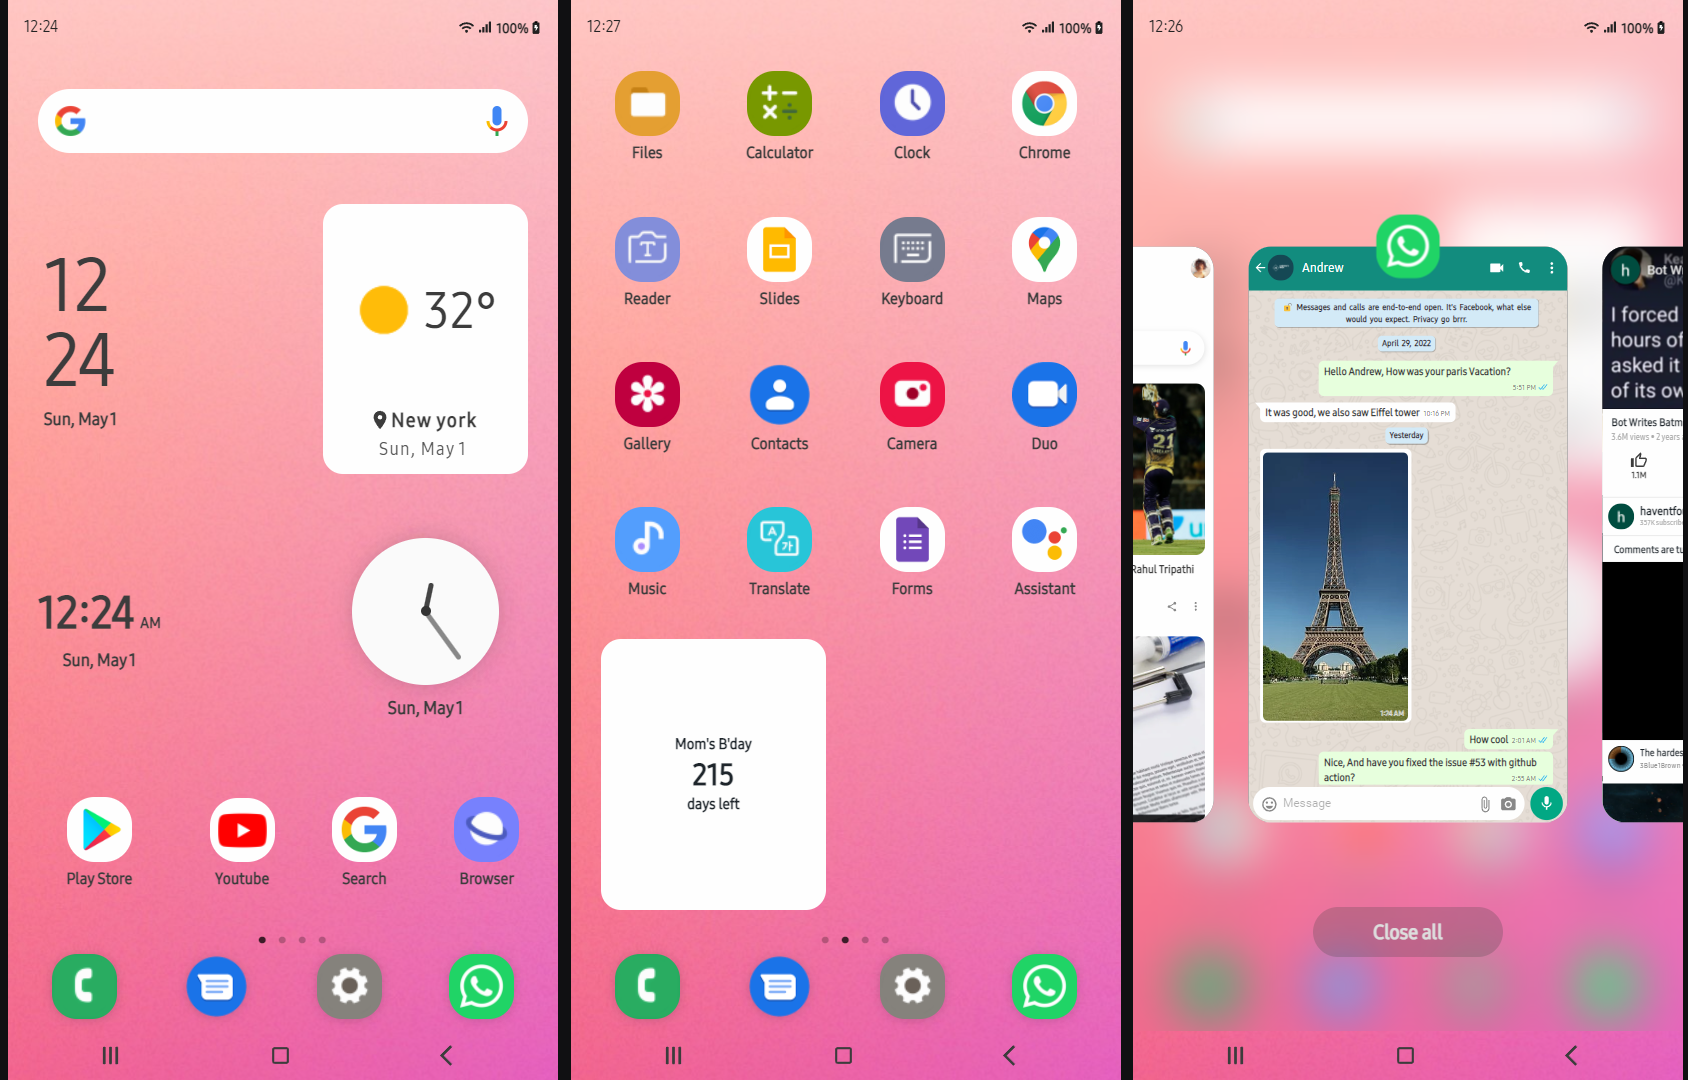 12:24
100%
12
24
Sun, May 1
32°
New york
Sun, May 1
12:24 AM
Sun, May 1
Sun, May 1
Play Store
Youtube
Search
Browser
12:27
100%
Files
Calculator
Clock
Chrome
Reader
Slides
Keyboard
Maps
Gallery
Contacts
Camera
Duo
Music
Translate
Forms
Assistant
Mom's B'day
215
days left
12:26
100%
21
Rahul Tripathi
Andrew
Messages and calls are end-to-end open. It's Facebook, what else
would you expect. Privacy go brrr.
April 29, 2022
Hello Andrew, How was your paris Vacation?
5:51 PM
It was good, we also saw Eiffel tower 10:16 PM
Yesterday
1:34 AM
How cool 2:01 AM
Nice, And have you fixed the issue #53 with github
action?
2:55 AM
Message
h
Bot W
I forced
hours of
asked it
of its ow
Bot Writes Batm
3.6M views • 2 years
1.1M
h
haventfo
357K subscrib
Comments are tu
The hardes
3Blue1Brown
Close all